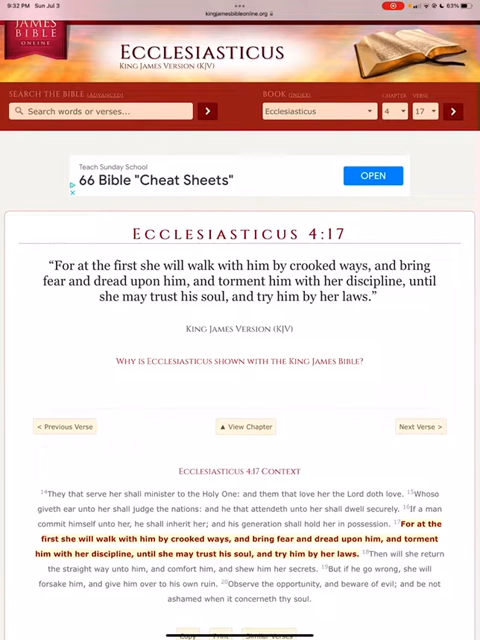 9:32 PM Sun Jul 3
kingjamesbibleonline.org
63%
JAMES
BIBLE
ONLINE
Ecclesiasticus
King James Version (KJV)
SEARCH THE BIBLE (ADVANCED)
Search words or verses...
BOOK (INDEX)
CHAPTER
VERSE
Ecclesiasticus
4
17
Teach Sunday School
66 Bible "Cheat Sheets"
OPEN
Ecclesiasticus 4:17
“For at the first she will walk with him by crooked ways, and bring
fear and dread upon him, and torment him with her discipline, until
she may trust his soul, and try him by her laws.”
King James Version (KJV)
Why is Ecclesiasticus shown with the King James Bible?
< Previous Verse
▲ View Chapter
Next Verse >
Ecclesiasticus 4:17 Context
14They that serve her shall minister to the Holy One: and them that love her the Lord doth love. 15Whoso
giveth ear unto her shall judge the nations: and he that attendeth unto her shall dwell securely. 16If a man
commit himself unto her, he shall inherit her; and his generation shall hold her in possession. 17For at the
first she will walk with him by crooked ways, and bring fear and dread upon him, and torment
him with her discipline, until she may trust his soul, and try him by her laws. 18Then will she return
the straight way unto him, and comfort him, and shew him her secrets. 19But if he go wrong, she will
forsake him, and give him over to his own ruin. 20Observe the opportunity, and beware of evil; and be not
ashamed when it concerneth thy soul.
Copy
Print
Similar Verses